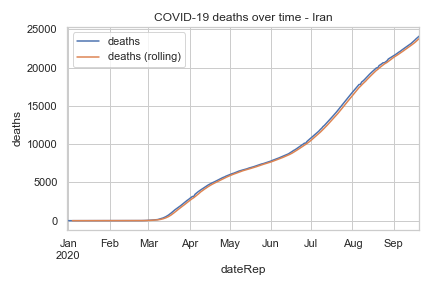 COVID-19 deaths over time - Iran
deaths
deaths (rolling)
25000
20000
15000
10000
5000
0
deaths
Jan Feb Mar Apr May Jun Jul Aug Sep
2020
dateRep